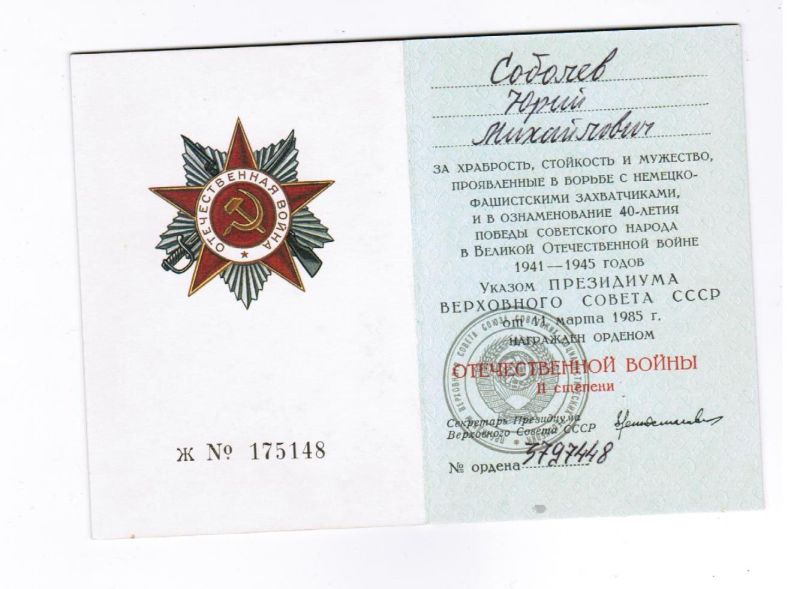 ОТЕЧЕСТВЕННАЯ ВОЙНА
Ж № 175148
Соболев
Юрий
Михайлович
ЗА ХРАБРОСТЬ, СТОЙКОСТЬ И МУЖЕСТВО,
ПРОЯВЛЕННЫЕ В БОРЬБЕ С НЕМЕЦКО-
ФАШИСТСКИМИ ЗАХВАТЧИКАМИ,
И В ОЗНАМЕНОВАНИЕ 40-ЛЕТИЯ
ПОБЕДЫ СОВЕТСКОГО НАРОДА
В ВЕЛИКОЙ ОТЕЧЕСТВЕННОЙ ВОЙНЕ
1941—1945 ГОДОВ
УКАЗОМ ПРЕЗИДИУМА
ВЕРХОВНОГО СОВЕТА СССР
от 11 марта 1985 г.
НАГРАЖДЕН ОРДЕНОМ
ОТЕЧЕСТВЕННОЙ ВОЙНЫ
II степени
Секретарь Президиума
Верховного Совета СССР
№ ордена 3797448